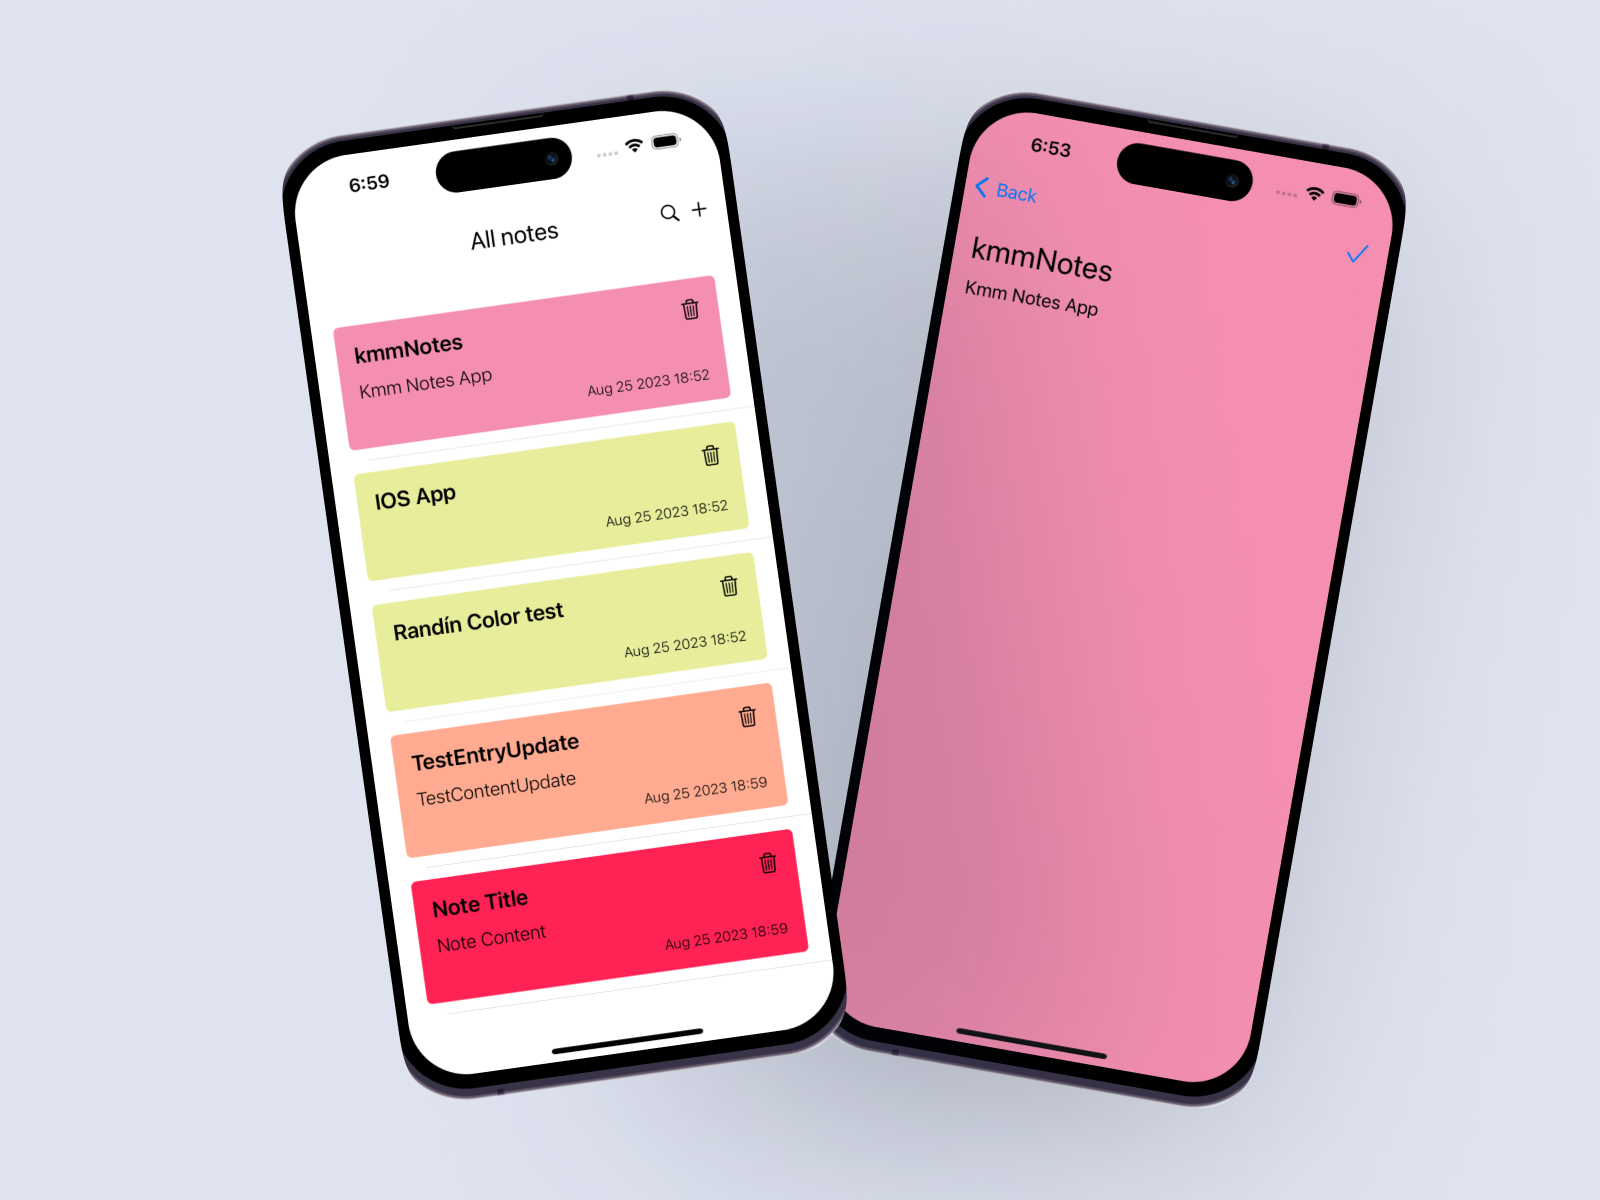 6:59
All notes
kmmNotes
Kmm Notes App
Aug 25 2023 18:52
IOS App
Aug 25 2023 18:52
Randín Color test
Aug 25 2023 18:52
TestEntryUpdate
TestContentUpdate
Aug 25 2023 18:59
Note Title
Note Content
Aug 25 2023 18:59
6:53
Back
kmmNotes
Kmm Notes App